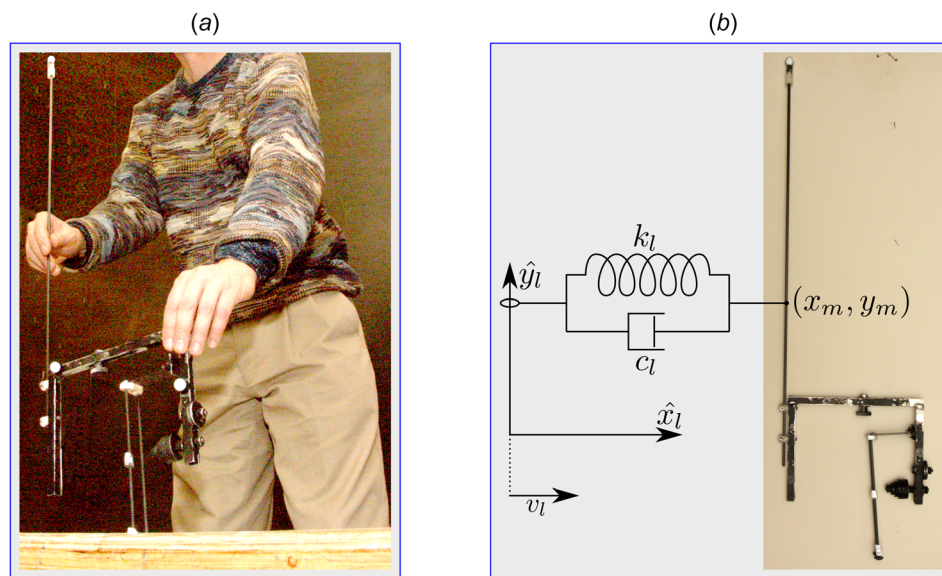 (a)
(b)
k_l
ŷ_l
(x_m, y_m)
c_l
x̂_l
v_l